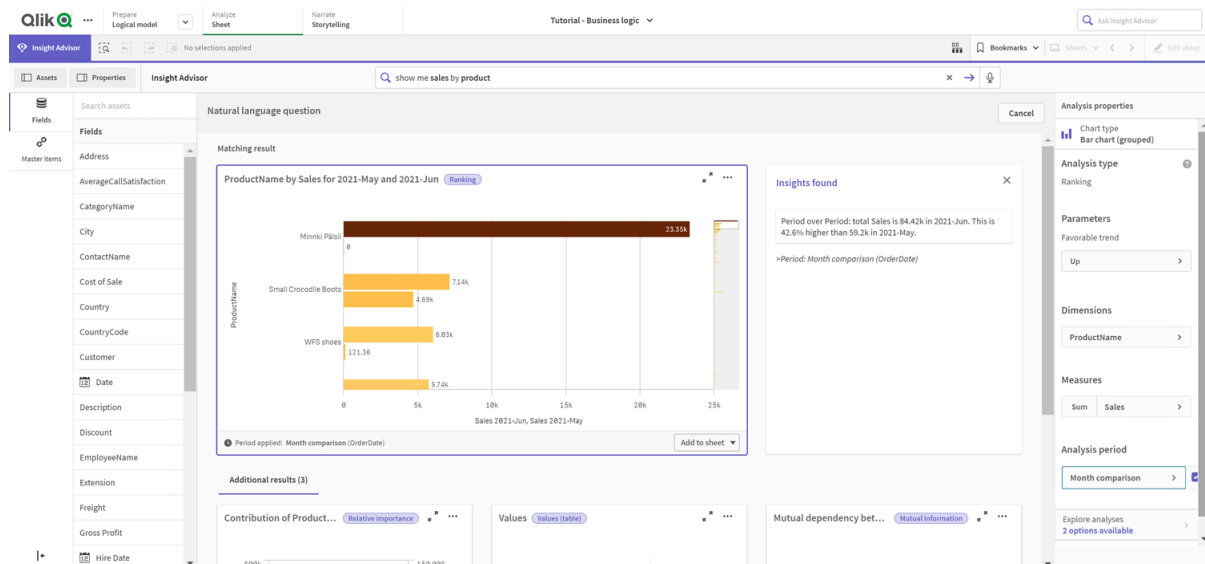 Qlik
Prepare
Logical model
Analyze
Sheet
Narrate
Storytelling
Tutorial - Business logic
Ask Insight Advisor
Insight Advisor
No selections applied
Bookmarks
Sheets
Edit sheet
Assets
Properties
Insight Advisor
show me sales by product
Fields
Master items
Search assets
Fields
Address
AverageCallSatisfaction
CategoryName
City
ContactName
Cost of Sale
Country
CountryCode
Customer
Date
Description
Discount
EmployeeName
Extension
Freight
Gross Profit
Hire Date
Natural language question
Cancel
Matching result
ProductName by Sales for 2021-May and 2021-Jun
Ranking
ProductName
Minnki Pälsii
23.35k
0
Small Crocodile Boots
7.14k
4.69k
WFS shoes
6.03k
121.36
5.74k
0 5k 10k 15k 20k 25k
Sales 2021-Jun, Sales 2021-May
Period applied: Month comparison (OrderDate)
Add to sheet
Insights found
Period over Period: total Sales is 84.42k in 2021-Jun. This is
42.6% higher than 59.2k in 2021-May.
>Period: Month comparison (OrderDate)
Additional results (3)
Contribution of Product...
Relative importance
Values
Values (table)
Mutual dependency bet...
Mutual information
Analysis properties
Chart type
Bar chart (grouped)
Analysis type
Ranking
Parameters
Favorable trend
Up
Dimensions
ProductName
Measures
Sum Sales
Analysis period
Month comparison
Explore analyses
2 options available